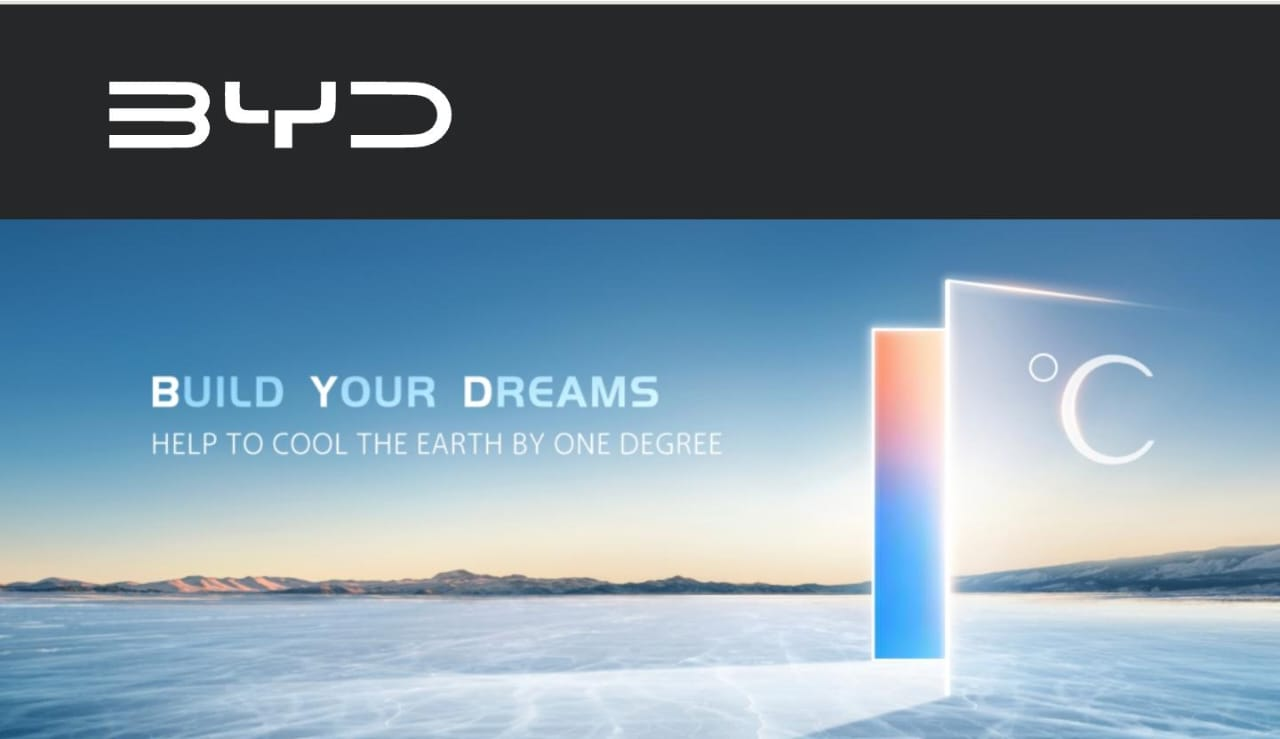 BYD
BUILD YOUR DREAMS
HELP TO COOL THE EARTH BY ONE DEGREE
°C